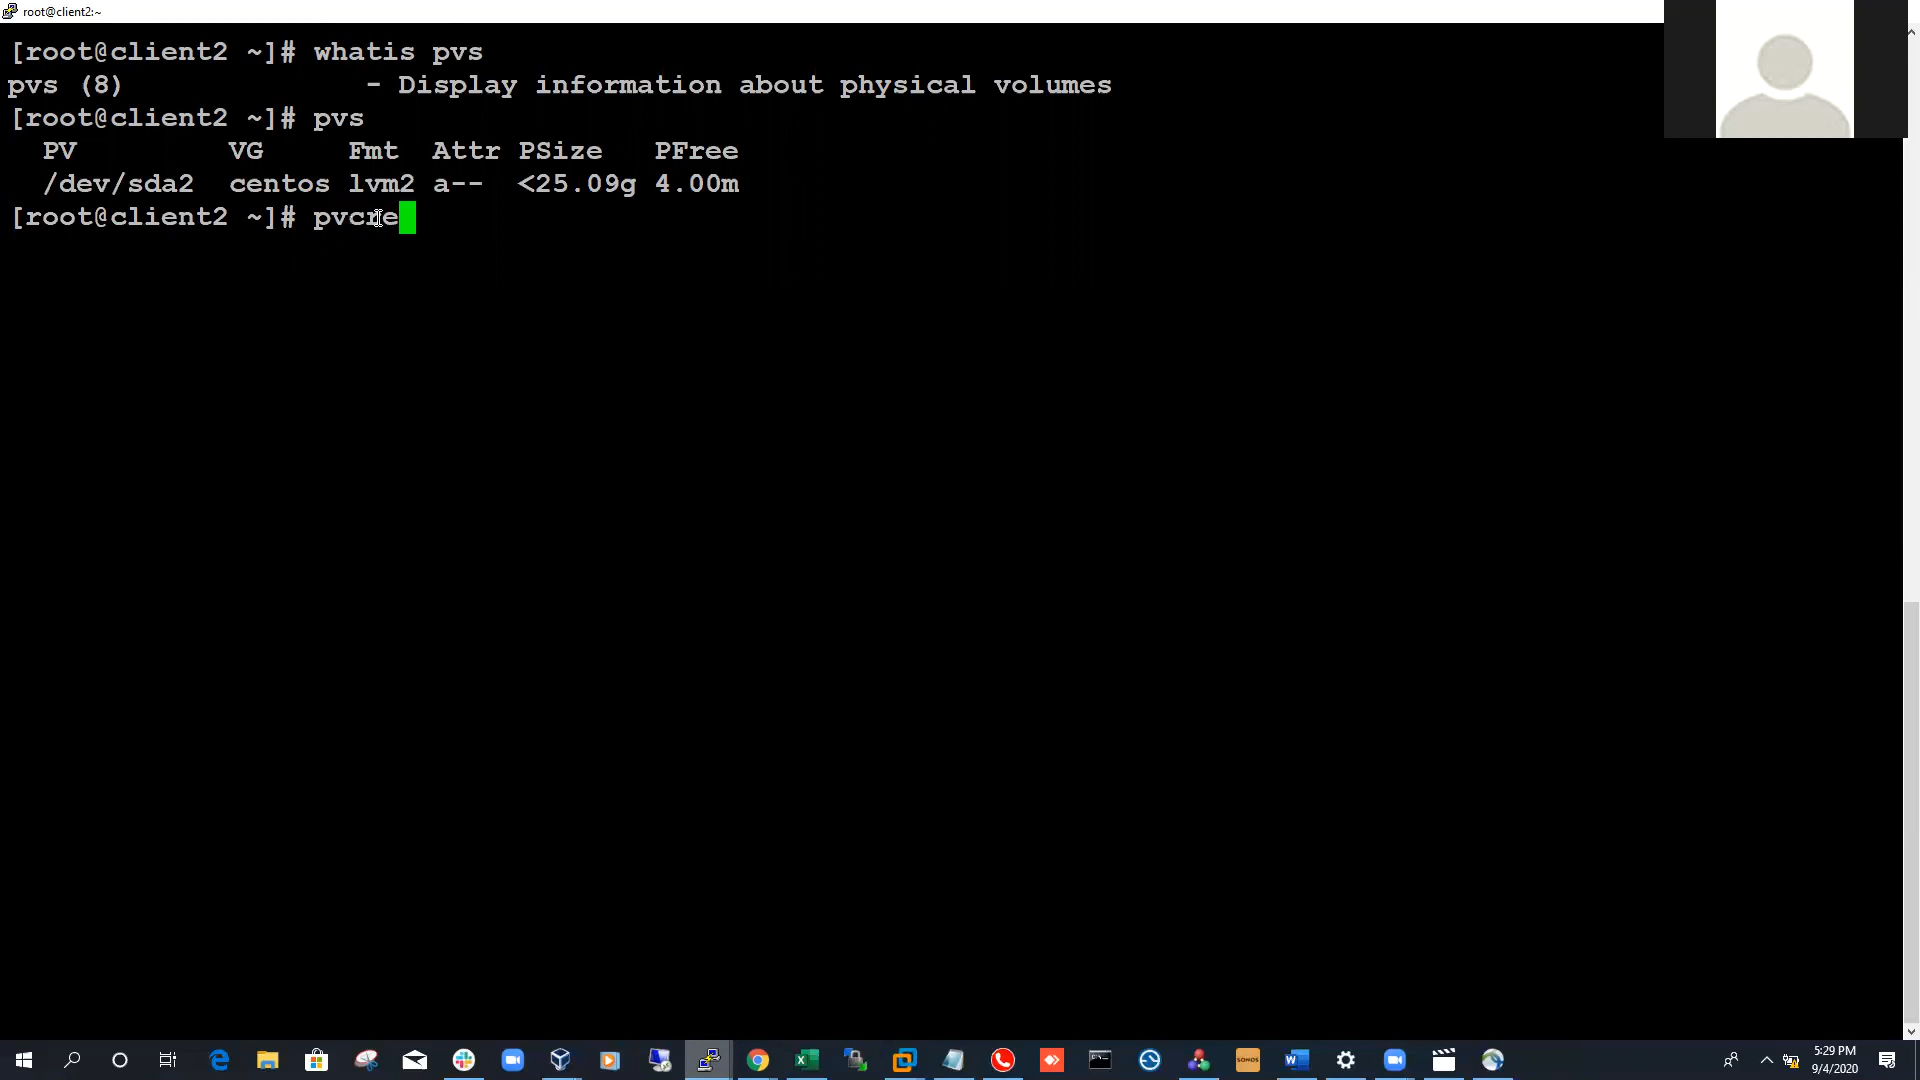 root@client2:~
[root@client2 ~]# whatis pvs
pvs (8)              - Display information about physical volumes
[root@client2 ~]# pvs
  PV         VG     Fmt  Attr PSize   PFree
  /dev/sda2  centos lvm2 a--  <25.09g 4.00m
[root@client2 ~]# pvcre
SONOS
5:29 PM
9/4/2020